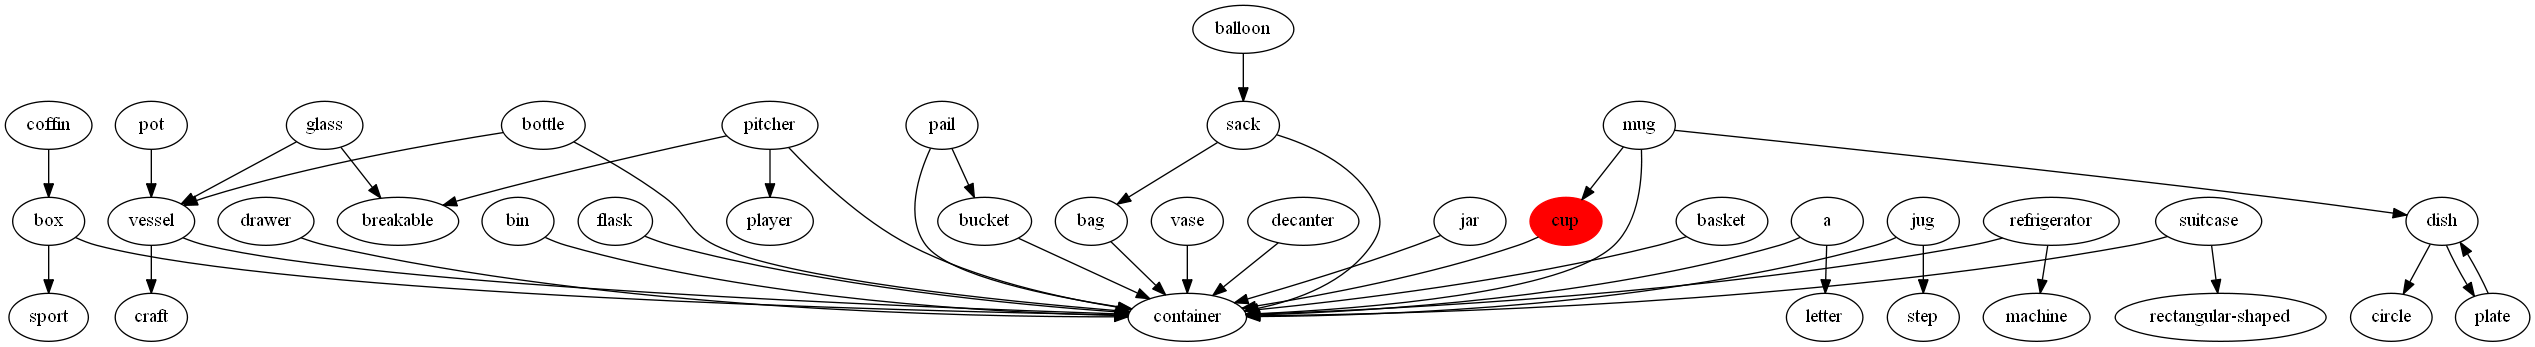 balloon
coffin
pot
glass
bottle
pitcher
pail
sack
mug
box
vessel
drawer
breakable
bin
flask
player
bucket
bag
vase
decanter
jar
cup
basket
a
jug
refrigerator
suitcase
dish
sport
craft
container
letter
step
machine
rectangular-shaped
circle
plate